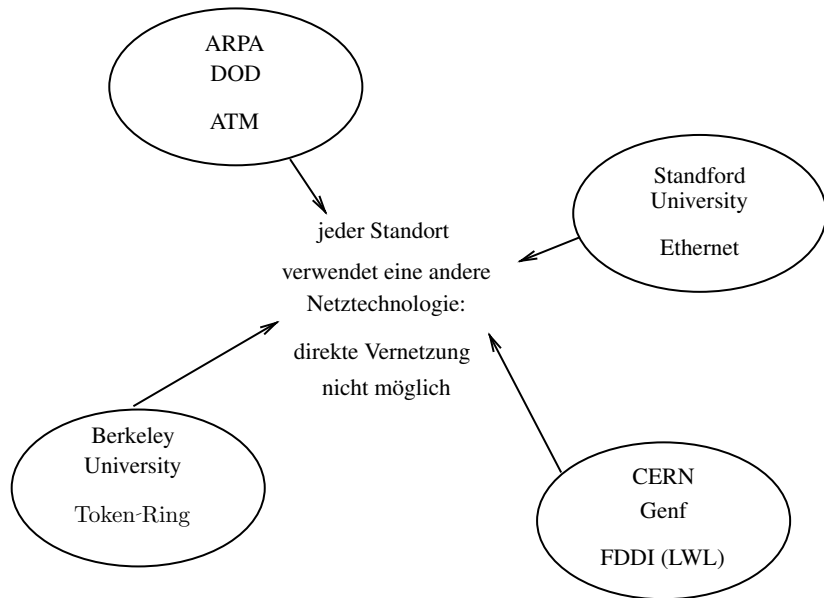 ARPA
DOD
ATM
Standford
University
Ethernet
jeder Standort
verwendet eine andere
Netztechnologie:
direkte Vernetzung
nicht möglich
Berkeley
University
Token-Ring
CERN
Genf
FDDI (LWL)